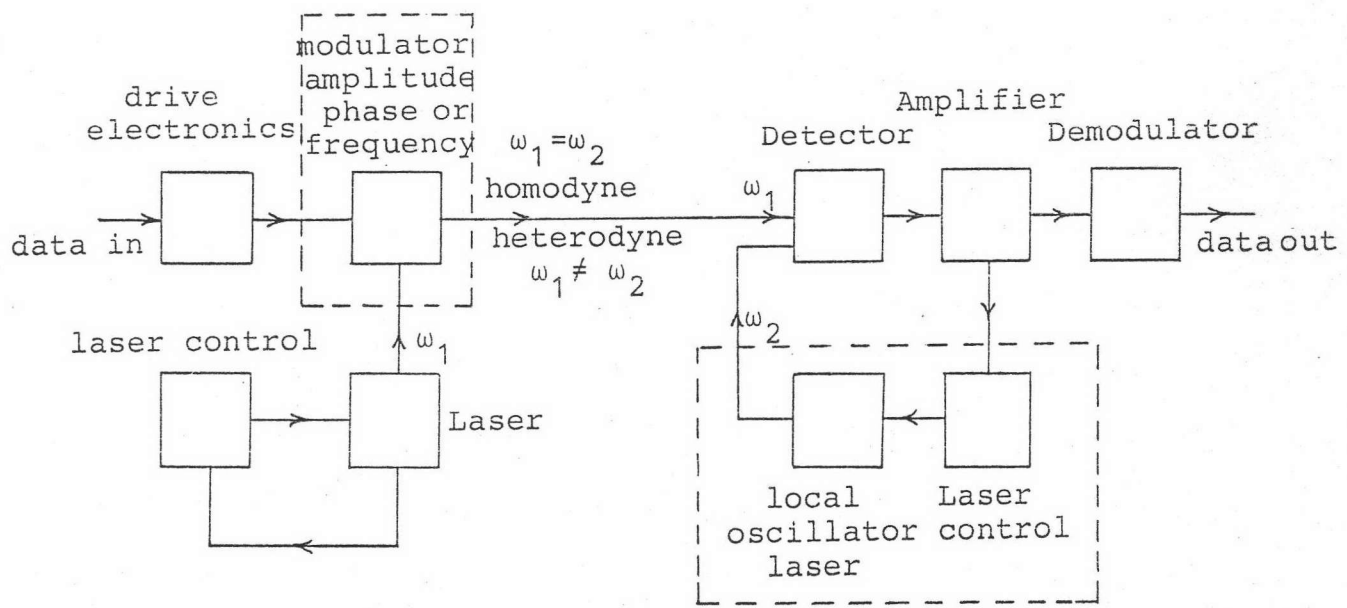 modulator
amplitude
phase or
frequency
drive
electronics
data in
ω₁=ω₂
homodyne
heterodyne
ω₁≠ ω₂
Amplifier
Detector
Demodulator
ω₁
data out
laser control
ω₁
Laser
ω₂
local
oscillator
laser
Laser
control